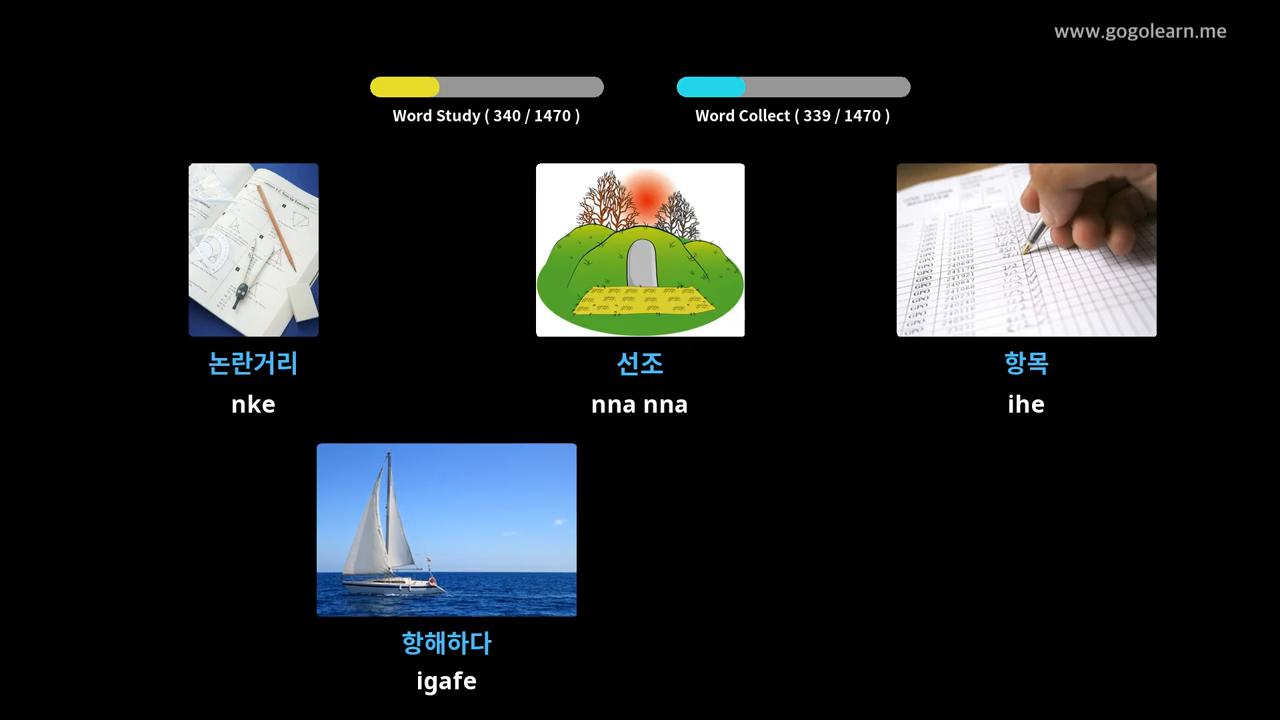 www.gogolearn.me
Word Study ( 340 / 1470 )
Word Collect ( 339 / 1470 )
논란거리
nke
선조
nna nna
항목
ihe
항해하다
igafe